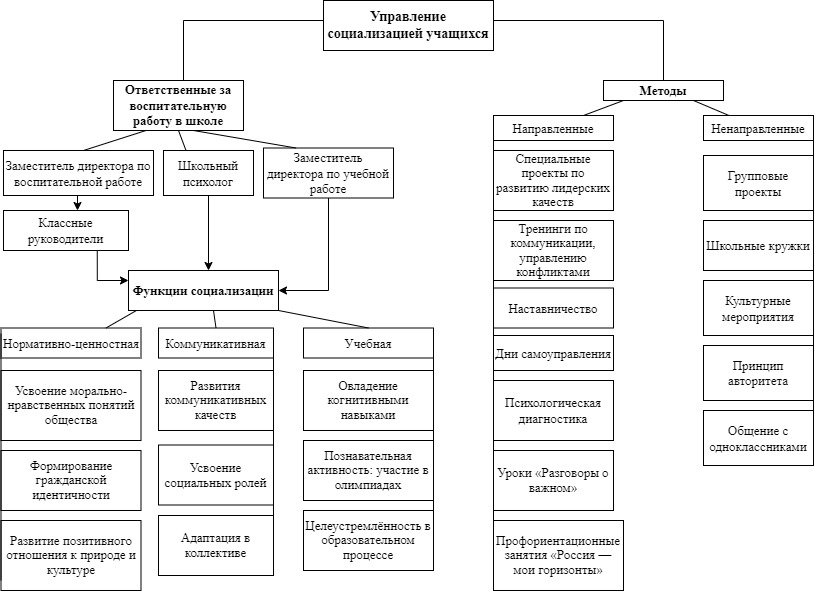 Управление
социализацией учащихся
Ответственные за
воспитательную
работу в школе
Методы
Заместитель директора по
воспитательной работе
Школьный
психолог
Заместитель
директора по учебной
работе
Классные
руководители
Функции социализации
Нормативно-ценностная
Коммуникативная
Учебная
Усвоение морально-
нравственных понятий
общества
Развития
коммуникативных
качеств
Овладение
когнитивными
навыками
Формирование
гражданской
идентичности
Усвоение
социальных ролей
Познавательная
активность: участие в
олимпиадах
Развитие позитивного
отношения к природе и
культуре
Адаптация в
коллективе
Целеустремлённость в
образовательном
процессе
Направленные
Ненаправленные
Специальные
проекты по
развитию лидерских
качеств
Тренинги по
коммуникации,
управлению
конфликтами
Наставничество
Дни самоуправления
Психологическая
диагностика
Уроки «Разговоры о
важном»
Профориентационные
занятия «Россия —
мои горизонты»
Групповые
проекты
Школьные кружки
Культурные
мероприятия
Принцип
авторитета
Общение с
одноклассниками